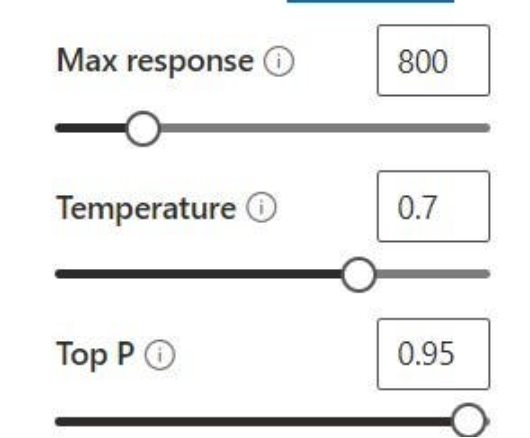 Max response 800
Temperature 0.7
Top P 0.95